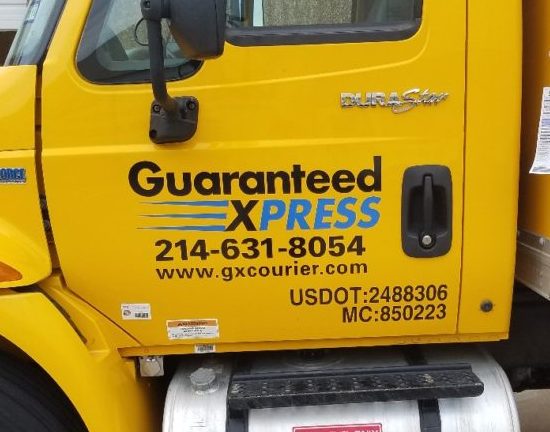 DURAStar
Guaranteed
XPRESS
214-631-8054
www.gxcourier.com
USDOT:2488306
MC:850223